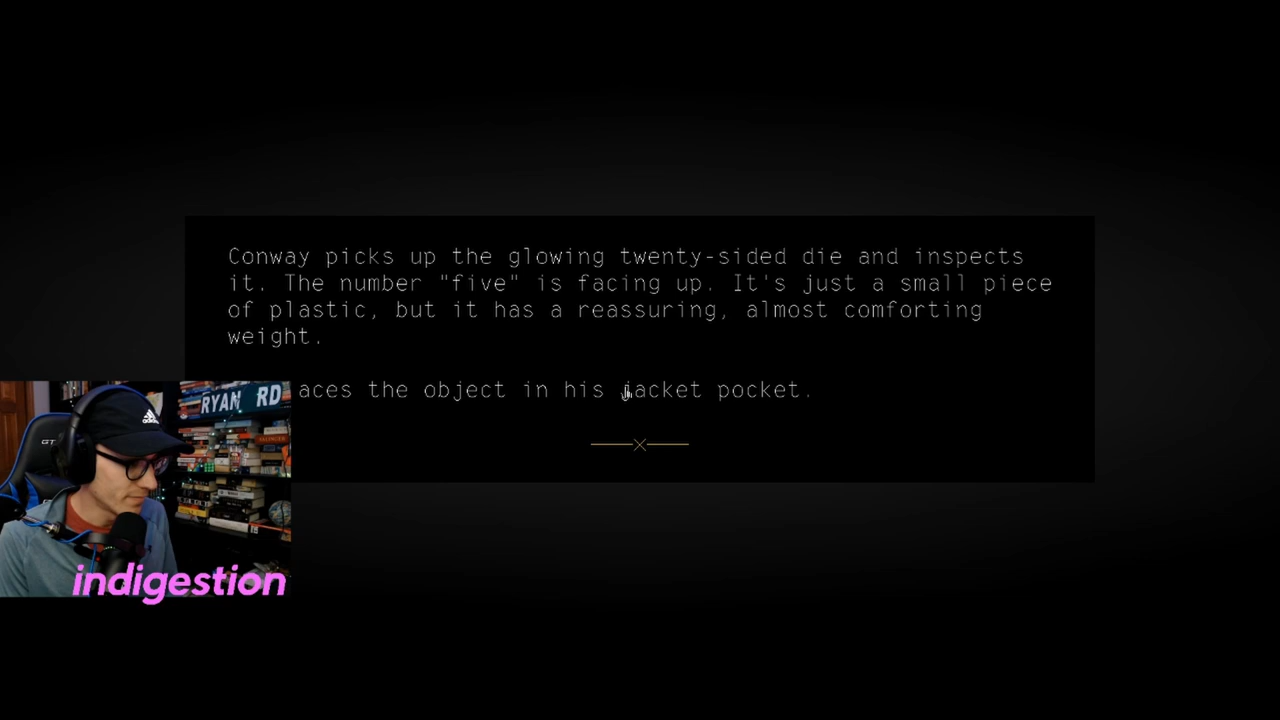 Conway picks up the glowing twenty-sided die and inspects
it. The number "five" is facing up. It's just a small piece
of plastic, but it has a reassuring, almost comforting
weight.
aces the object in his jacket pocket.
RYAN RD
GT
indigestion